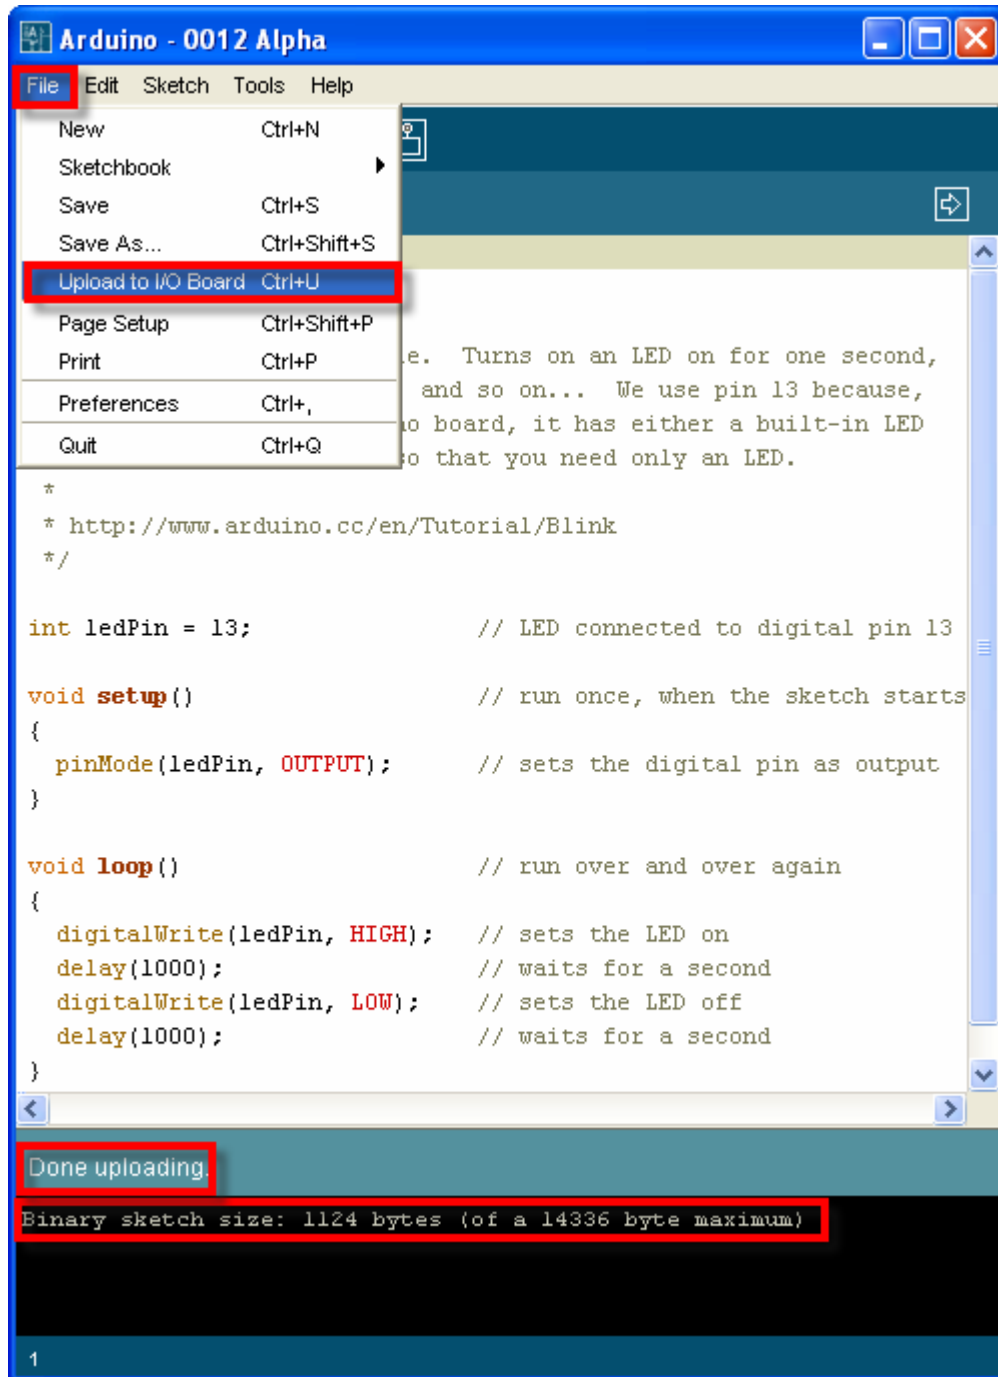 Arduino - 0012 Alpha
File Edit Sketch Tools Help
New Ctrl+N
Sketchbook
Save Ctrl+S
Save As... Ctrl+Shift+S
Upload to I/O Board Ctrl+U
Page Setup Ctrl+Shift+P
Print Ctrl+P
Preferences Ctrl+,
Quit Ctrl+Q
e. Turns on an LED on for one second,
and so on... We use pin 13 because,
o board, it has either a built-in LED
o that you need only an LED.
*
* http://www.arduino.cc/en/Tutorial/Blink
*/
int ledPin = 13; // LED connected to digital pin 13
void setup() // run once, when the sketch starts
{
pinMode(ledPin, OUTPUT); // sets the digital pin as output
}
void loop() // run over and over again
{
digitalWrite(ledPin, HIGH); // sets the LED on
delay(1000); // waits for a second
digitalWrite(ledPin, LOW); // sets the LED off
delay(1000); // waits for a second
}
Done uploading.
Binary sketch size: 1124 bytes (of a 14336 byte maximum)
1